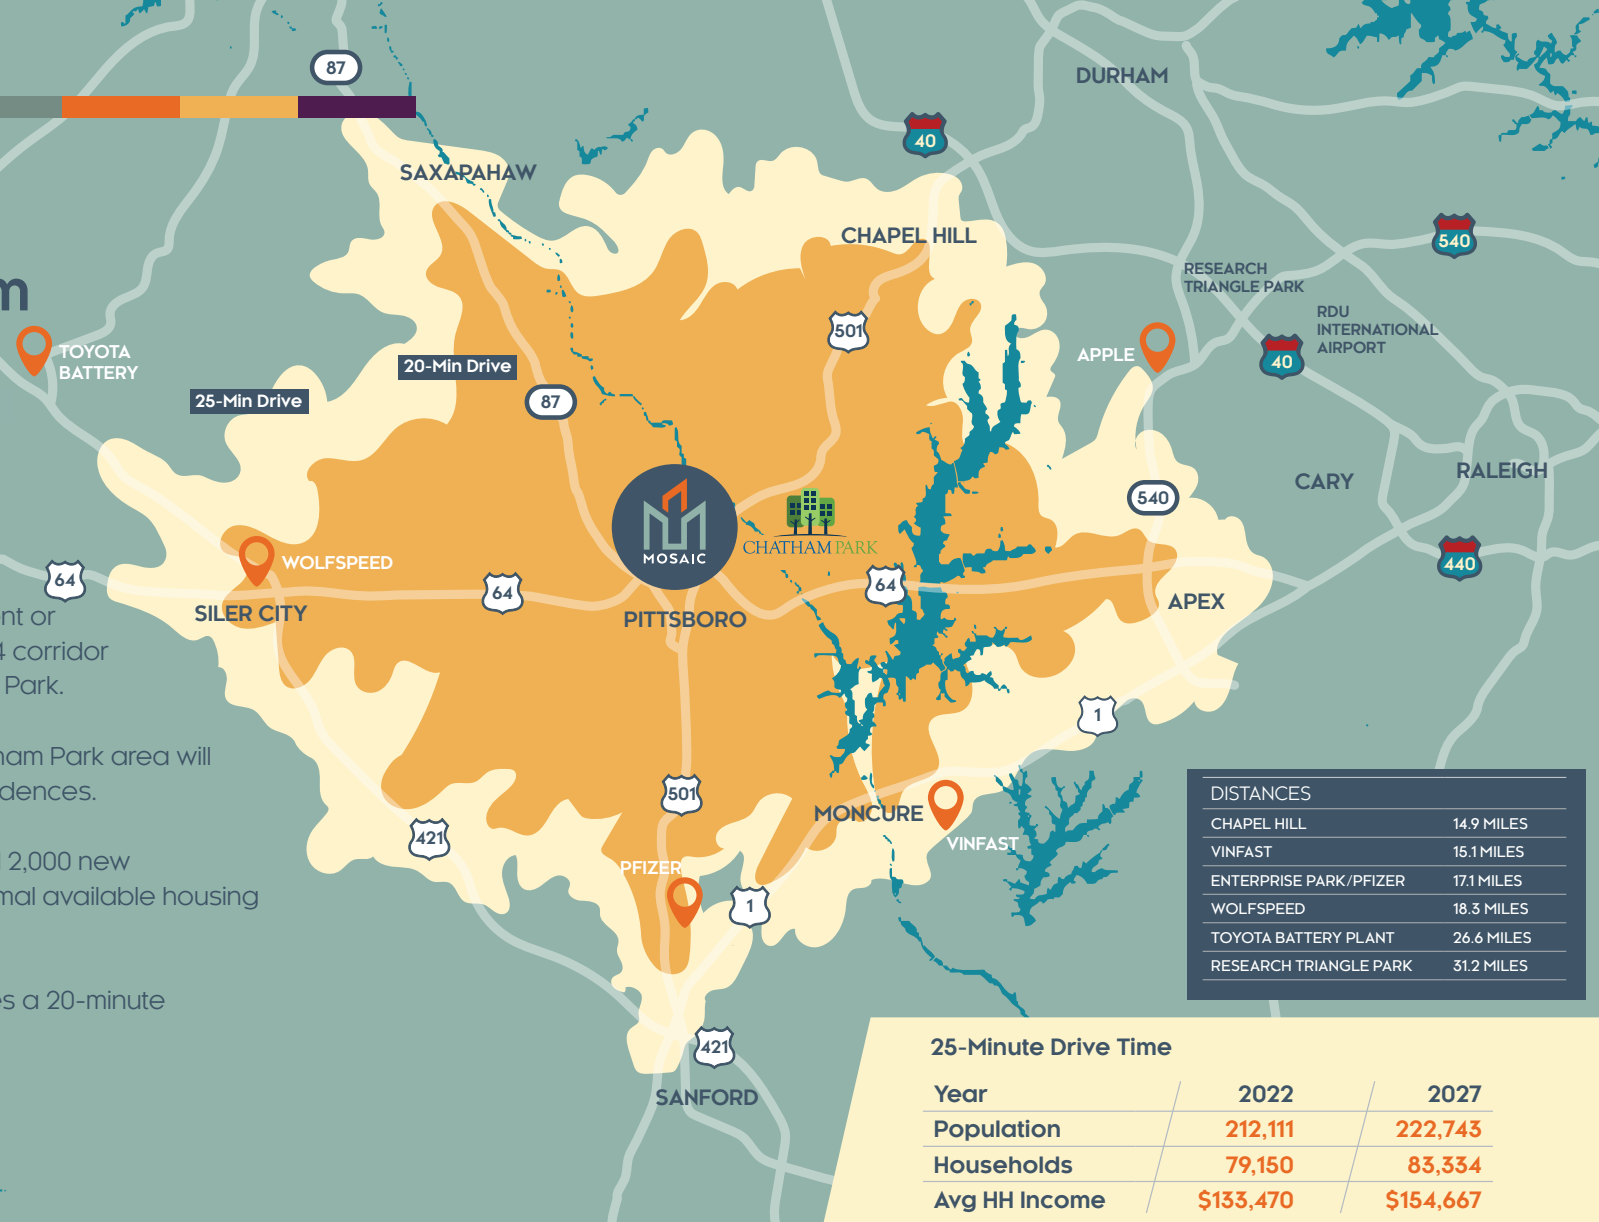 87
DURHAM
40
SAXAPAHAW
CHAPEL HILL
540
RESEARCH
TRIANGLE PARK
RDU
INTERNATIONAL
AIRPORT
m
501
TOYOTA
BATTERY
APPLE
40
20-Min Drive
25-Min Drive
87
CARY
RALEIGH
540
MOSAIC
CHATHAM PARK
WOLFSPEED
64
64
64
440
SILER CITY
PITTSBORO
APEX
nt or
4 corridor
Park.
1
ham Park area will
dences.
501
MONCURE
421
VINFAST
2,000 new
mal available housing
PFIZER
1
es a 20-minute
421
SANFORD
DISTANCES
CHAPEL HILL 14.9 MILES
VINFAST 15.1 MILES
ENTERPRISE PARK/PFIZER 17.1 MILES
WOLFSPEED 18.3 MILES
TOYOTA BATTERY PLANT 26.6 MILES
RESEARCH TRIANGLE PARK 31.2 MILES
25-Minute Drive Time
Year 2022 2027
Population 212,111 222,743
Households 79,150 83,334
Avg HH Income $133,470 $154,667